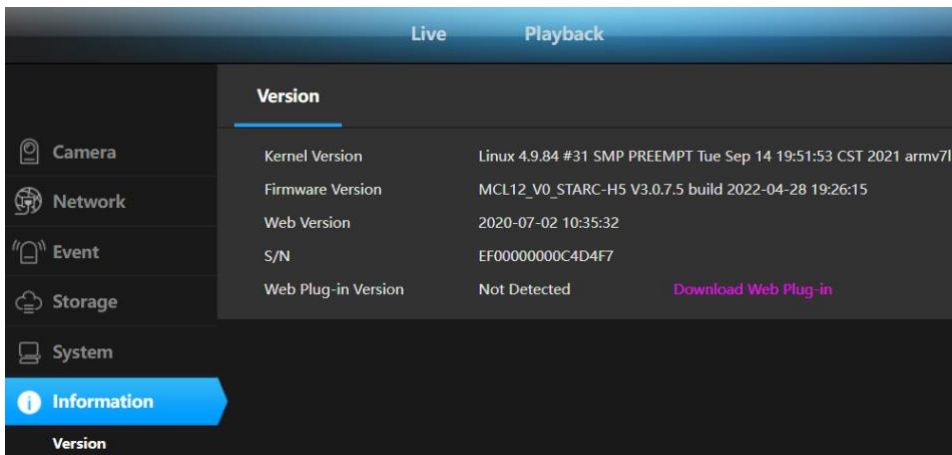 Live Playback
Version
Camera
Network
Event
Storage
System
Information
Version
Kernel Version Linux 4.9.84 #31 SMP PREEMPT Tue Sep 14 19:51:53 CST 2021 armv7l
Firmware Version MCL12_V0_STARC-H5 V3.0.7.5 build 2022-04-28 19:26:15
Web Version 2020-07-02 10:35:32
S/N EF00000000C4D4F7
Web Plug-in Version Not Detected Download Web Plug-in